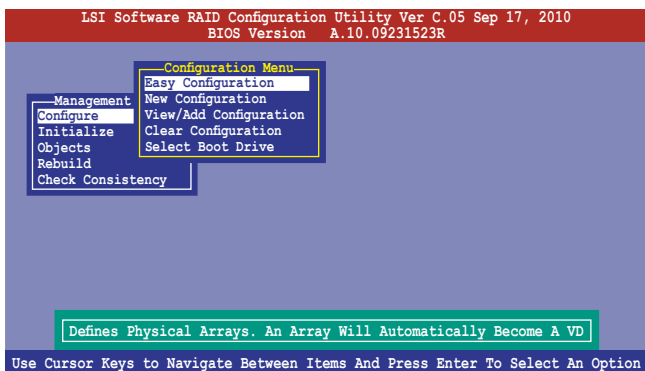 LSI Software RAID Configuration Utility Ver C.05 Sep 17, 2010
BIOS Version A.10.09231523R
Configuration Menu
Easy Configuration
New Configuration
View/Add Configuration
Clear Configuration
Select Boot Drive
Management
Configure
Initialize
Objects
Rebuild
Check Consistency
Defines Physical Arrays. An Array Will Automatically Become A VD
Use Cursor Keys to Navigate Between Items And Press Enter To Select An Option